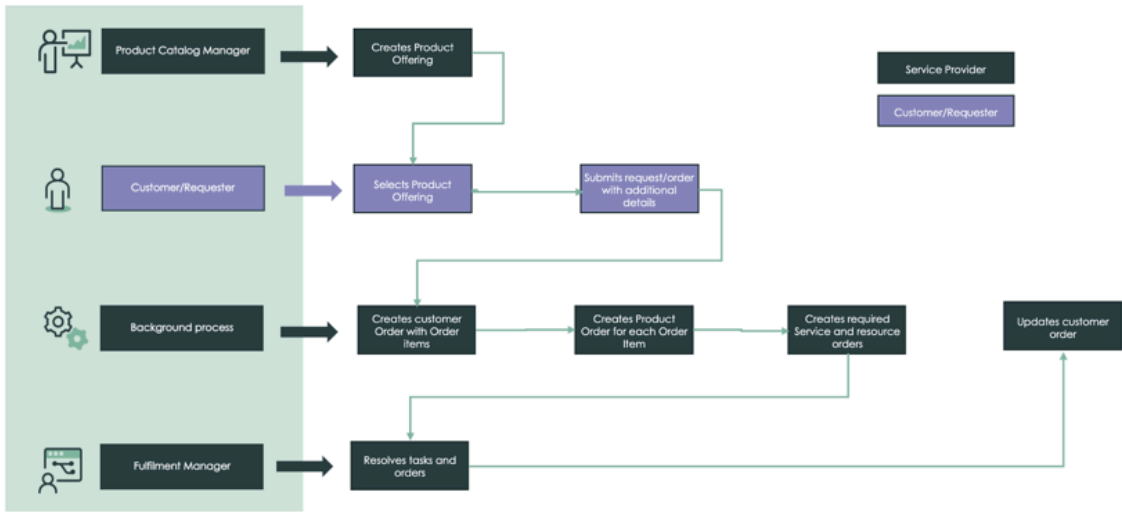 Product Catalog Manager
Creates Product
Offering
Service Provider
Customer/Requester
Customer/Requester
Selects Product
Offering
Submits request/order
with additional
details
Background process
Creates customer
Order with Order
items
Creates Product
Order for each Order
Item
Creates required
Service and resource
orders
Updates customer
order
Fulfilment Manager
Resolves tasks and
orders